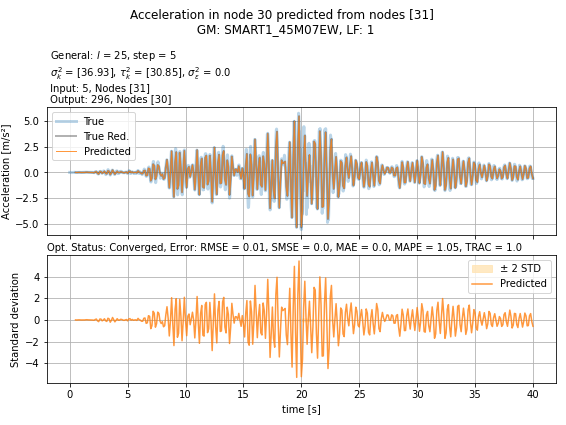 Acceleration in node 30 predicted from nodes [31]
GM: SMART1_45M07EW, LF: 1
General: l = 25, step = 5
σ²ₖ = [36.93], τ²ₖ = [30.85], σ²ε = 0.0
Input: 5, Nodes [31]
Output: 296, Nodes [30]
True
True Red.
Predicted
Acceleration [m/s²]
5.0
2.5
0.0
−2.5
−5.0
Opt. Status: Converged, Error: RMSE = 0.01, SMSE = 0.0, MAE = 0.0, MAPE = 1.05, TRAC = 1.0
± 2 STD
Predicted
Standard deviation
4
2
0
−2
−4
0 5 10 15 20 25 30 35 40
time [s]